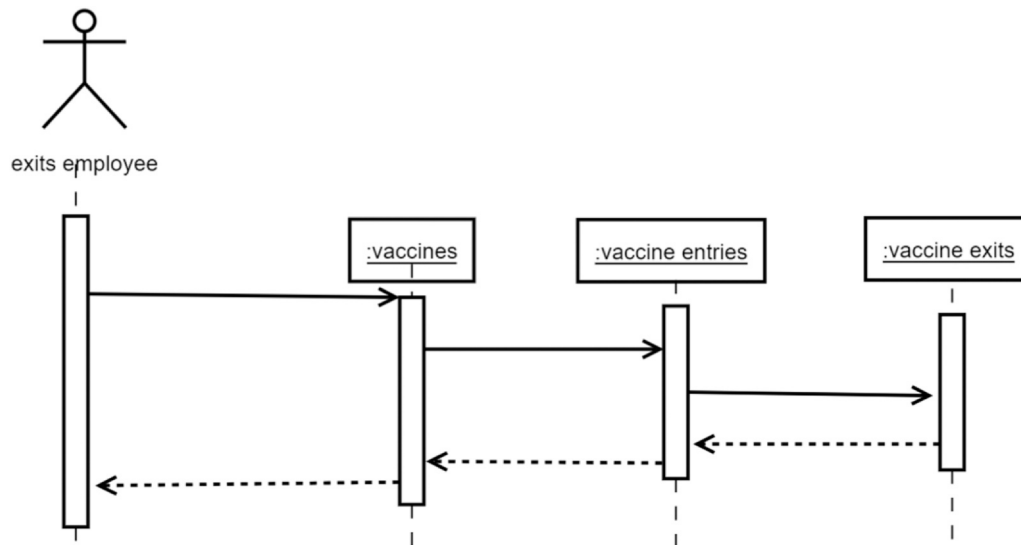 exits employee
:vaccines
:vaccine entries
:vaccine exits